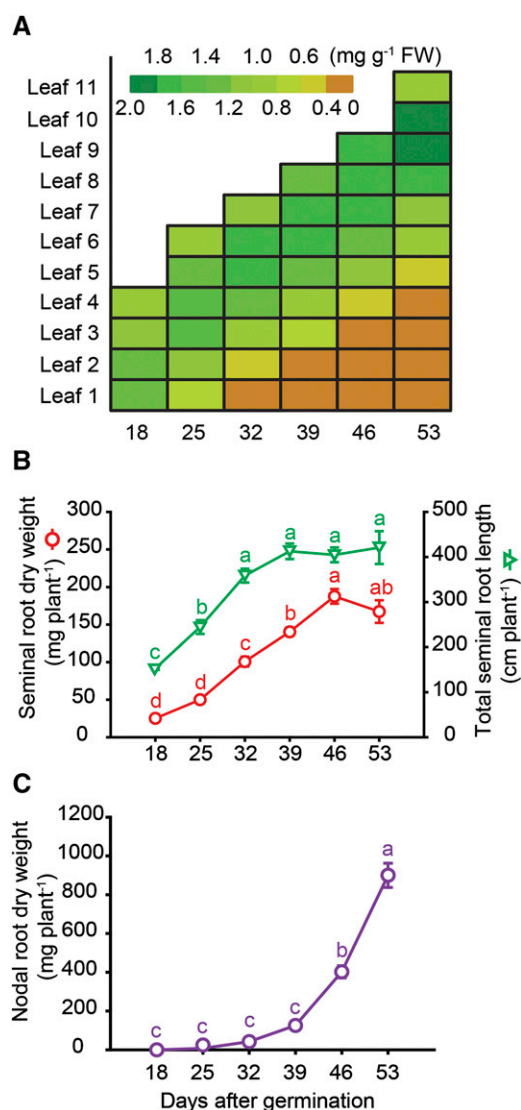 A
1.8 1.4 1.0 0.6 (mg g⁻¹ FW)
2.0 1.6 1.2 0.8 0.4 0
Leaf 11
Leaf 10
Leaf 9
Leaf 8
Leaf 7
Leaf 6
Leaf 5
Leaf 4
Leaf 3
Leaf 2
Leaf 1
18 25 32 39 46 53
B
Seminal root dry weight
(mg plant⁻¹)
300
250
200
150
100
50
0
c b a a a a
d d c b a ab
500
400
300
200
100
0
Total seminal root length
(cm plant⁻¹)
18 25 32 39 46 53
C
Nodal root dry weight
(mg plant⁻¹)
1200
1000
800
400
200
0
c c c c b a
18 25 32 39 46 53
Days after germination